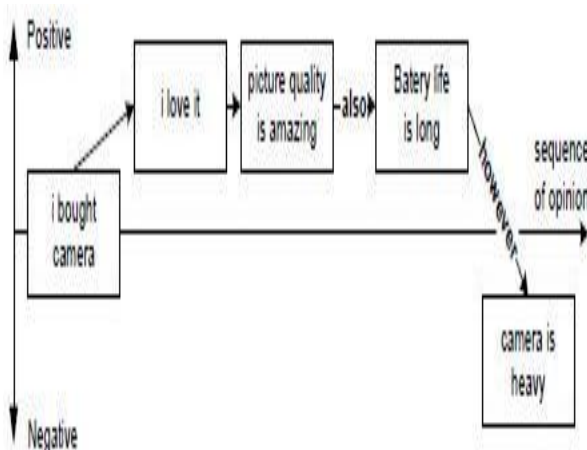 Positive
i love it
picture quality
is amazing
also
Batery life
is long
however
sequence
of opinion
i bought
camera
camera is
heavy
Negative